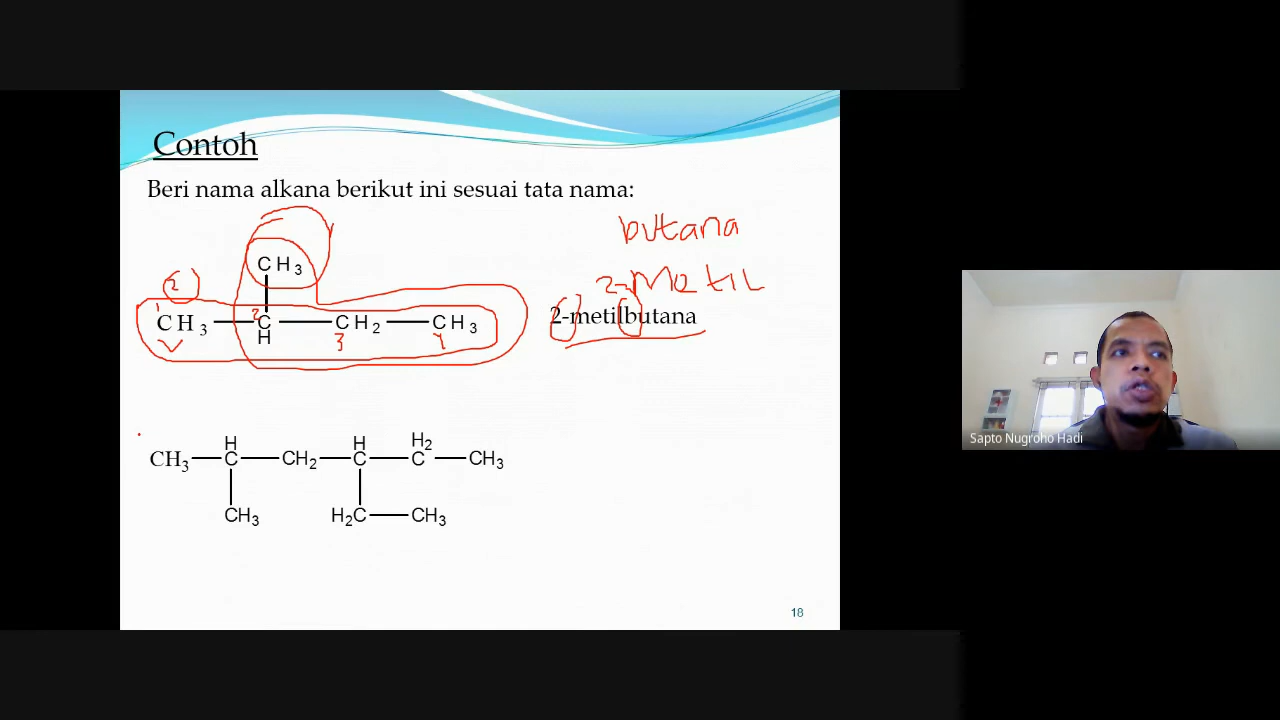 Contoh
Beri nama alkana berikut ini sesuai tata nama:
butana
2-Metil
2-metilbutana
CH3
2
1 2
CH3 C CH2 CH3
H
3 4
H H H2
CH3 C CH2 C C CH3
CH3 H2C CH3
18
Sapto Nugroho Hadi